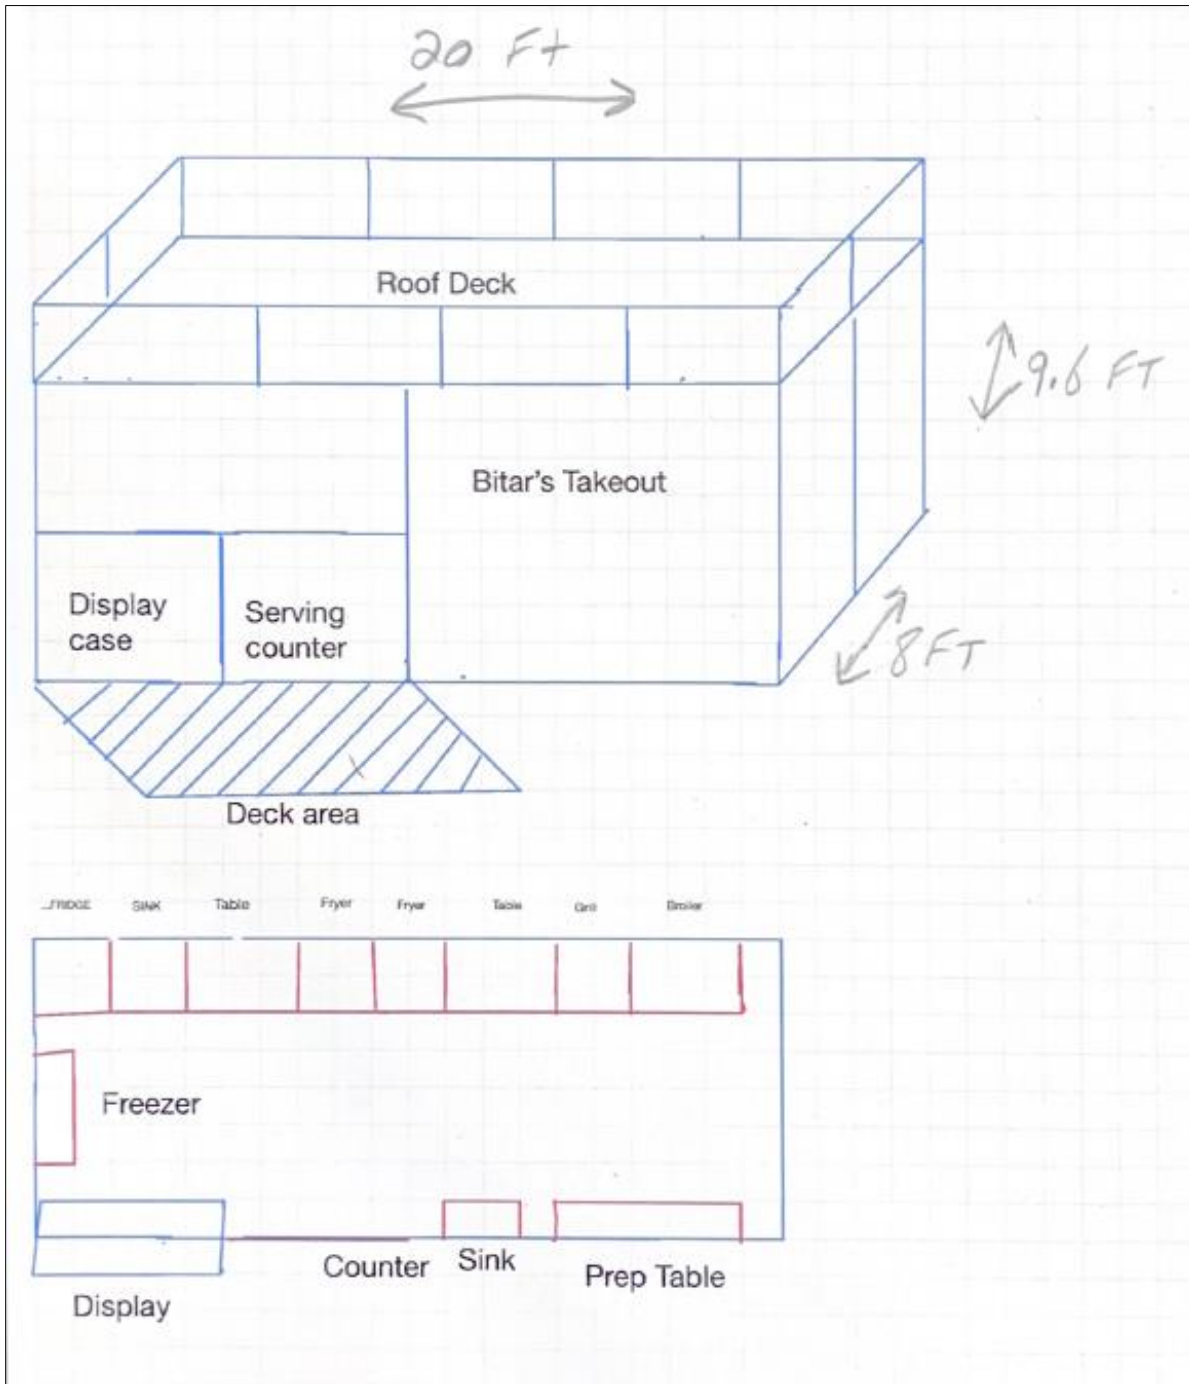 20 Ft
Roof Deck
9.6 FT
Bitar's Takeout
Display
case
Serving
counter
8 FT
Deck area
FRIDGE SINK Table Fryer Fryer Table Grill Broiler
Freezer
Counter Sink Prep Table
Display